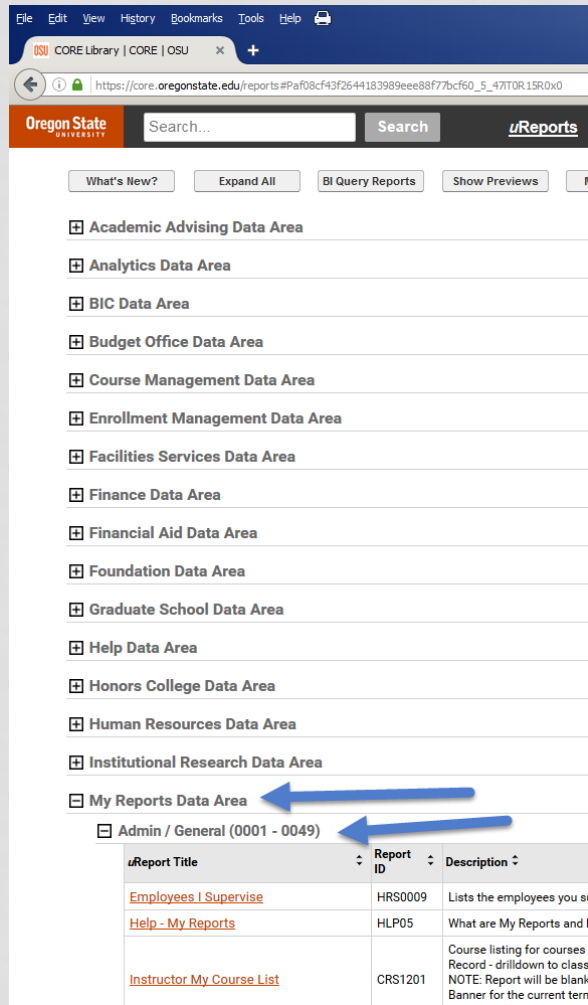 File Edit View History Bookmarks Tools Help
OSU CORE Library | CORE | OSU × +
https://core.oregonstate.edu/reports#Paf08cf43f2644183989eee88f77bcf60_5_47iT0R15R0x0
Oregon State UNIVERSITY Search... Search uReports
What's New? Expand All BI Query Reports Show Previews
Academic Advising Data Area
Analytics Data Area
BIC Data Area
Budget Office Data Area
Course Management Data Area
Enrollment Management Data Area
Facilities Services Data Area
Finance Data Area
Financial Aid Data Area
Foundation Data Area
Graduate School Data Area
Help Data Area
Honors College Data Area
Human Resources Data Area
Institutional Research Data Area
My Reports Data Area
Admin / General (0001 - 0049)
uReport Title Report ID Description
Employees I Supervise HRS0009 Lists the employees you
Help - My Reports HLP05 What are My Reports and
Course listing for courses
Record - drilldown to class
Instructor My Course List CRS1201 NOTE: Report will be blank
Banner for the current term